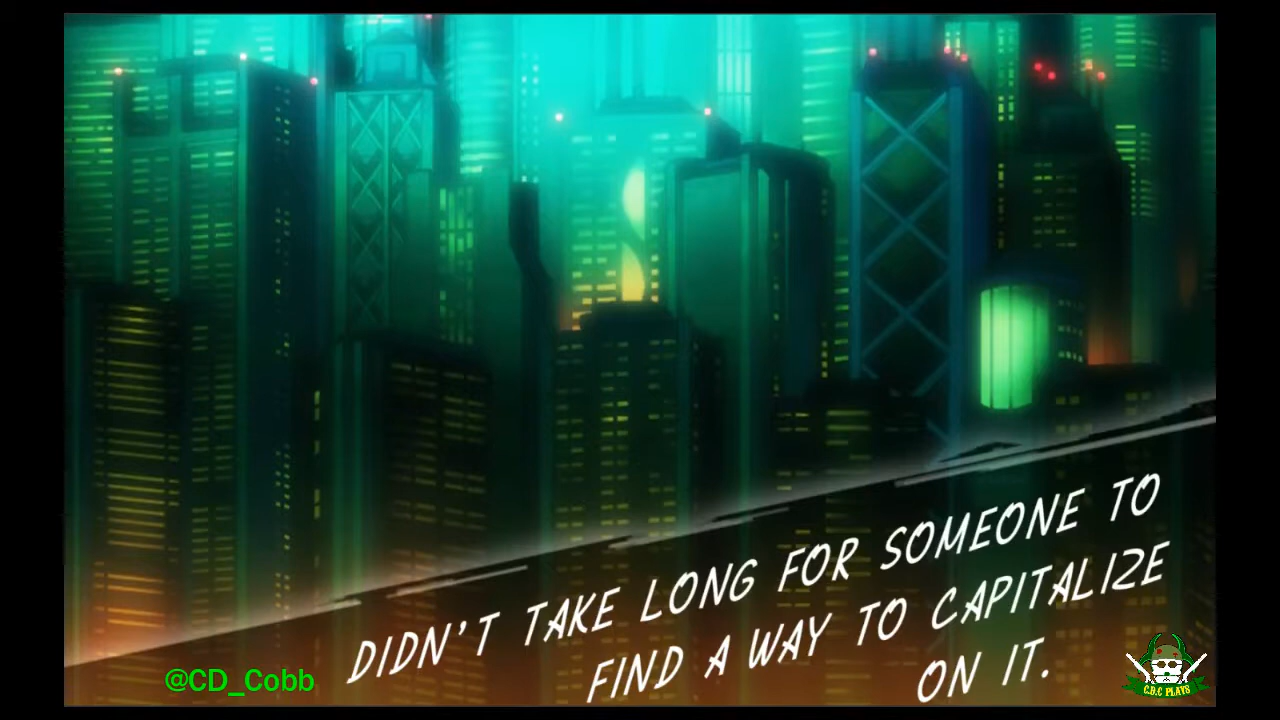 DIDN'T TAKE LONG FOR SOMEONE TO
FIND A WAY TO CAPITALIZE
ON IT.
@CD_Cobb
C.D.C PLAYS